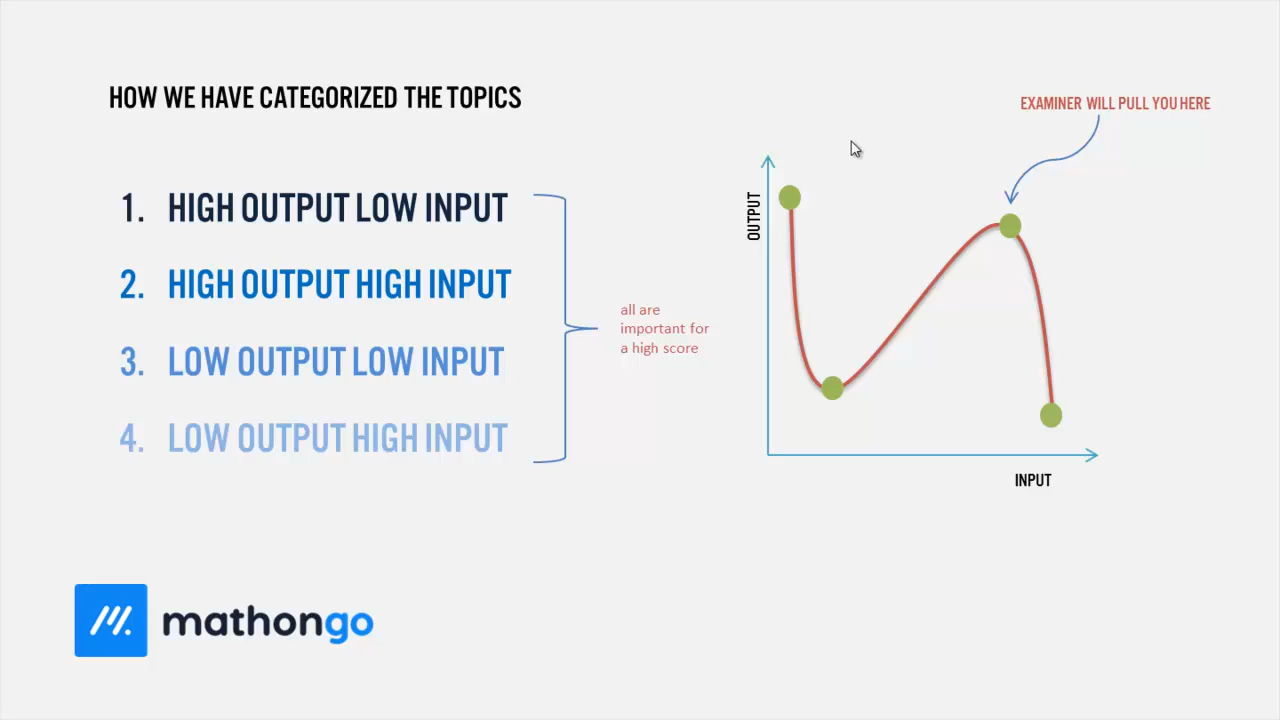 HOW WE HAVE CATEGORIZED THE TOPICS
1. HIGH OUTPUT LOW INPUT
2. HIGH OUTPUT HIGH INPUT
3. LOW OUTPUT LOW INPUT
4. LOW OUTPUT HIGH INPUT
all are
important for
a high score
EXAMINER WILL PULL YOU HERE
OUTPUT
INPUT
mathongo